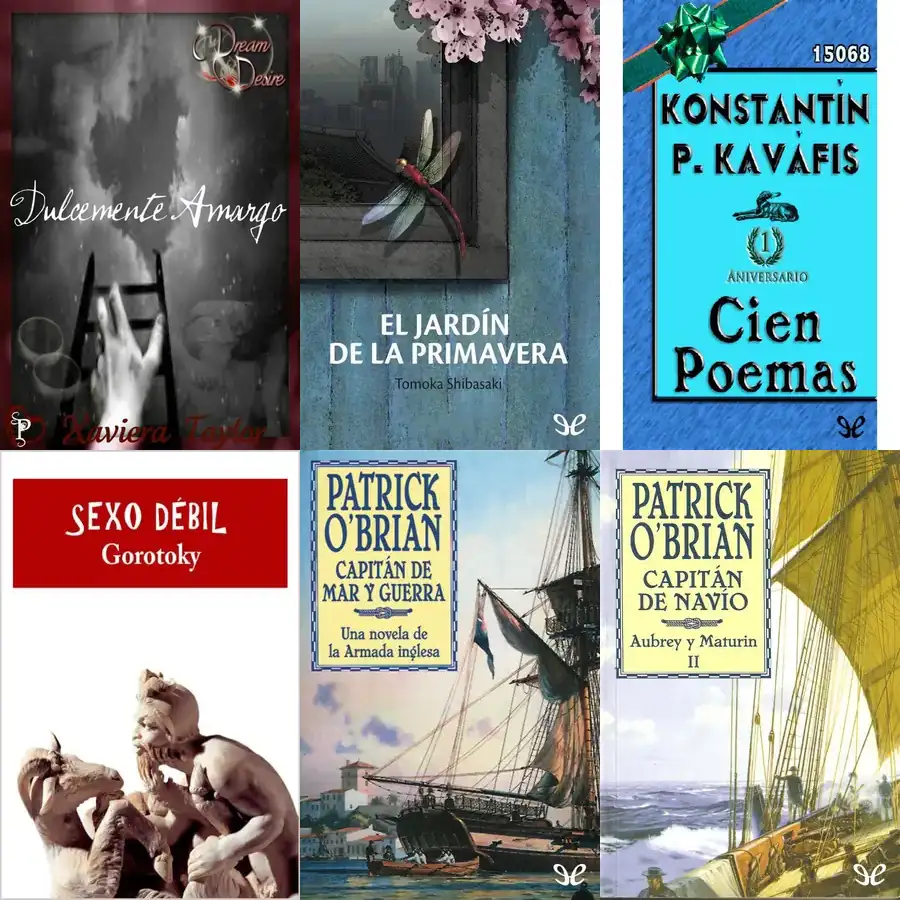 Dream
Desire
Dulcemente Amargo
Xaviera Taylor
EL JARDÍN
DE LA PRIMAVERA
Tomoka Shibasaki
15068
KONSTANTÍN
P. KAVÁFIS
1
ANIVERSARIO
Cien
Poemas
SEXO DÉBIL
Gorotoky
PATRICK
O'BRIAN
CAPITÁN DE
MAR Y GUERRA
Una novela de
la Armada inglesa
PATRICK
O'BRIAN
CAPITÁN
DE NAVÍO
Aubrey y Maturin
II